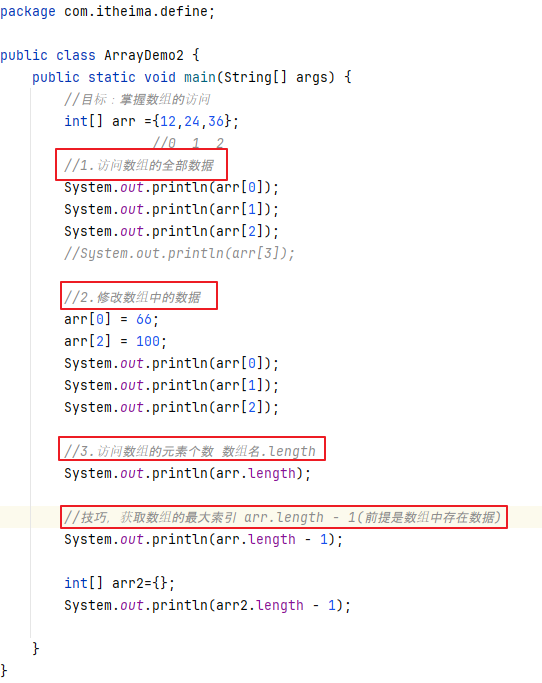 package com.itheima.define;
public class ArrayDemo2 {
public static void main(String[] args) {
//目标：掌握数组的访问
int[] arr ={12,24,36};
//0 1 2
//1.访问数组的全部数据
System.out.println(arr[0]);
System.out.println(arr[1]);
System.out.println(arr[2]);
//System.out.println(arr[3]);
//2.修改数组中的数据
arr[0] = 66;
arr[2] = 100;
System.out.println(arr[0]);
System.out.println(arr[1]);
System.out.println(arr[2]);
//3.访问数组的元素个数 数组名.length
System.out.println(arr.length);
//技巧，获取数组的最大索引 arr.length - 1(前提是数组中存在数据)
System.out.println(arr.length - 1);
int[] arr2={};
System.out.println(arr2.length - 1);
}
}